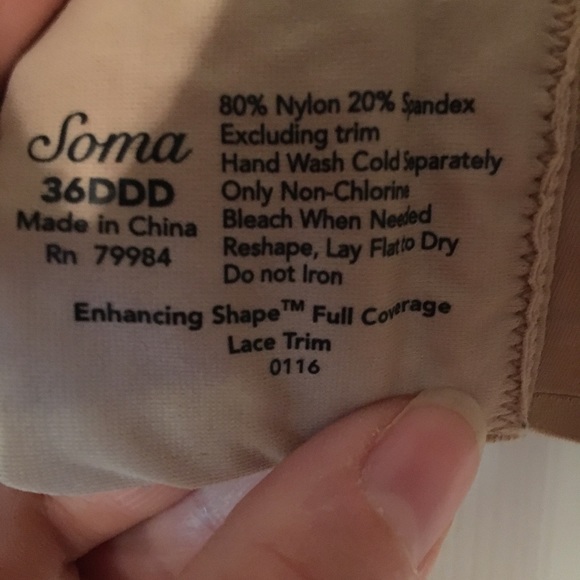 Soma
36DDD
Made in China
Rn 79984
80% Nylon 20% Spandex
Excluding trim
Hand Wash Cold Separately
Only Non-Chlorine
Bleach When Needed
Reshape, Lay Flat to Dry
Do not Iron
Enhancing Shape™ Full Coverage
Lace Trim
0116